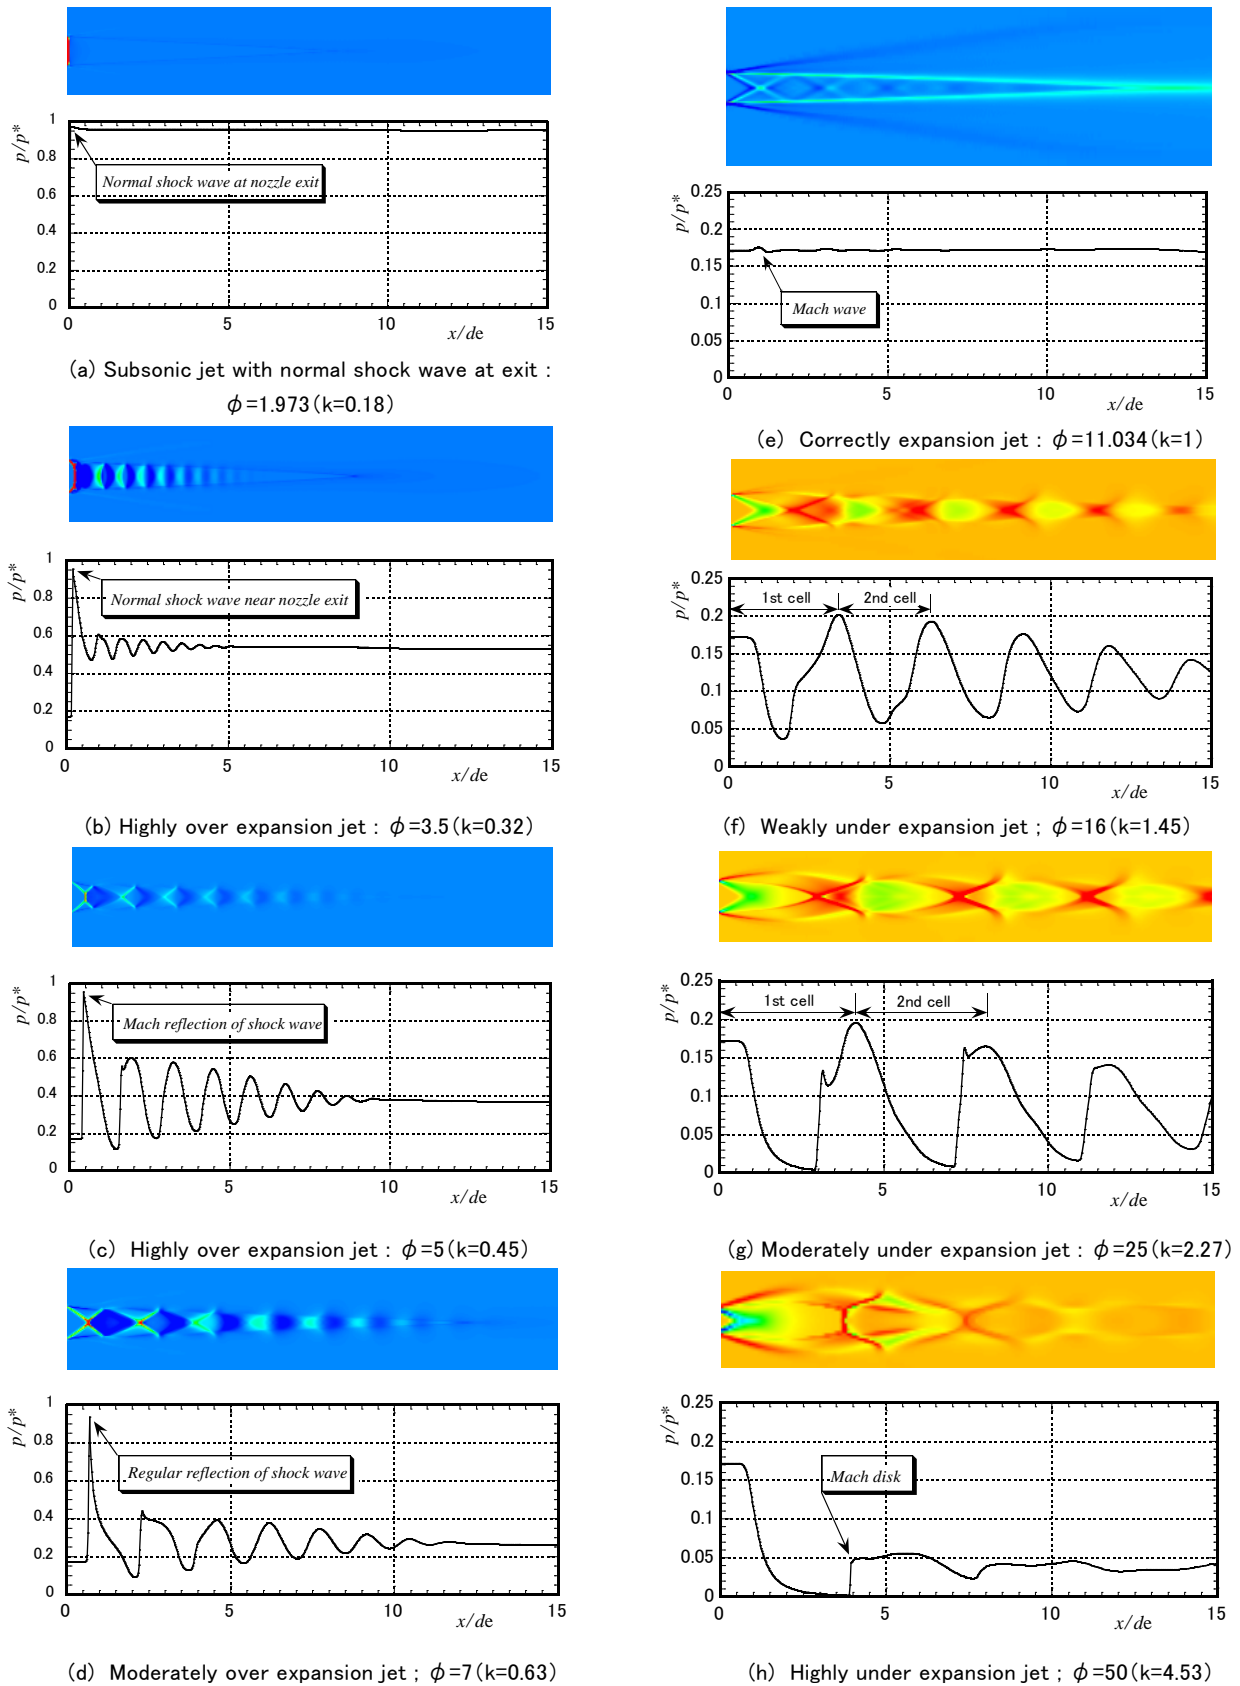 p/p*
1
0.8
0.6
0.4
0.2
0
Normal shock wave at nozzle exit
0 5 10 15
x/de
(a) Subsonic jet with normal shock wave at exit :
φ=1.973(k=0.18)
p/p*
1
0.8
0.6
0.4
0.2
0
Normal shock wave near nozzle exit
0 5 10 15
x/de
(b) Highly over expansion jet : φ=3.5(k=0.32)
p/p*
1
0.8
0.6
0.4
0.2
0
Mach reflection of shock wave
0 5 10 15
x/de
(c) Highly over expansion jet : φ=5(k=0.45)
p/p*
1
0.8
0.6
0.4
0.2
0
Regular reflection of shock wave
0 5 10 15
x/de
(d) Moderately over expansion jet ; φ=7(k=0.63)
p/p*
0.25
0.2
0.15
0.1
0.05
0
Mach wave
0 5 10 15
x/de
(e) Correctly expansion jet : φ=11.034(k=1)
p/p*
0.25
0.2
0.15
0.1
0.05
0
1st cell 2nd cell
0 5 10 15
x/de
(f) Weakly under expansion jet ; φ=16(k=1.45)
p/p*
0.25
0.2
0.15
0.1
0.05
0
1st cell 2nd cell
0 5 10 15
x/de
(g) Moderately under expansion jet : φ=25(k=2.27)
p/p*
0.25
0.2
0.15
0.1
0.05
0
Mach disk
0 5 10 15
x/de
(h) Highly under expansion jet ; φ=50(k=4.53)